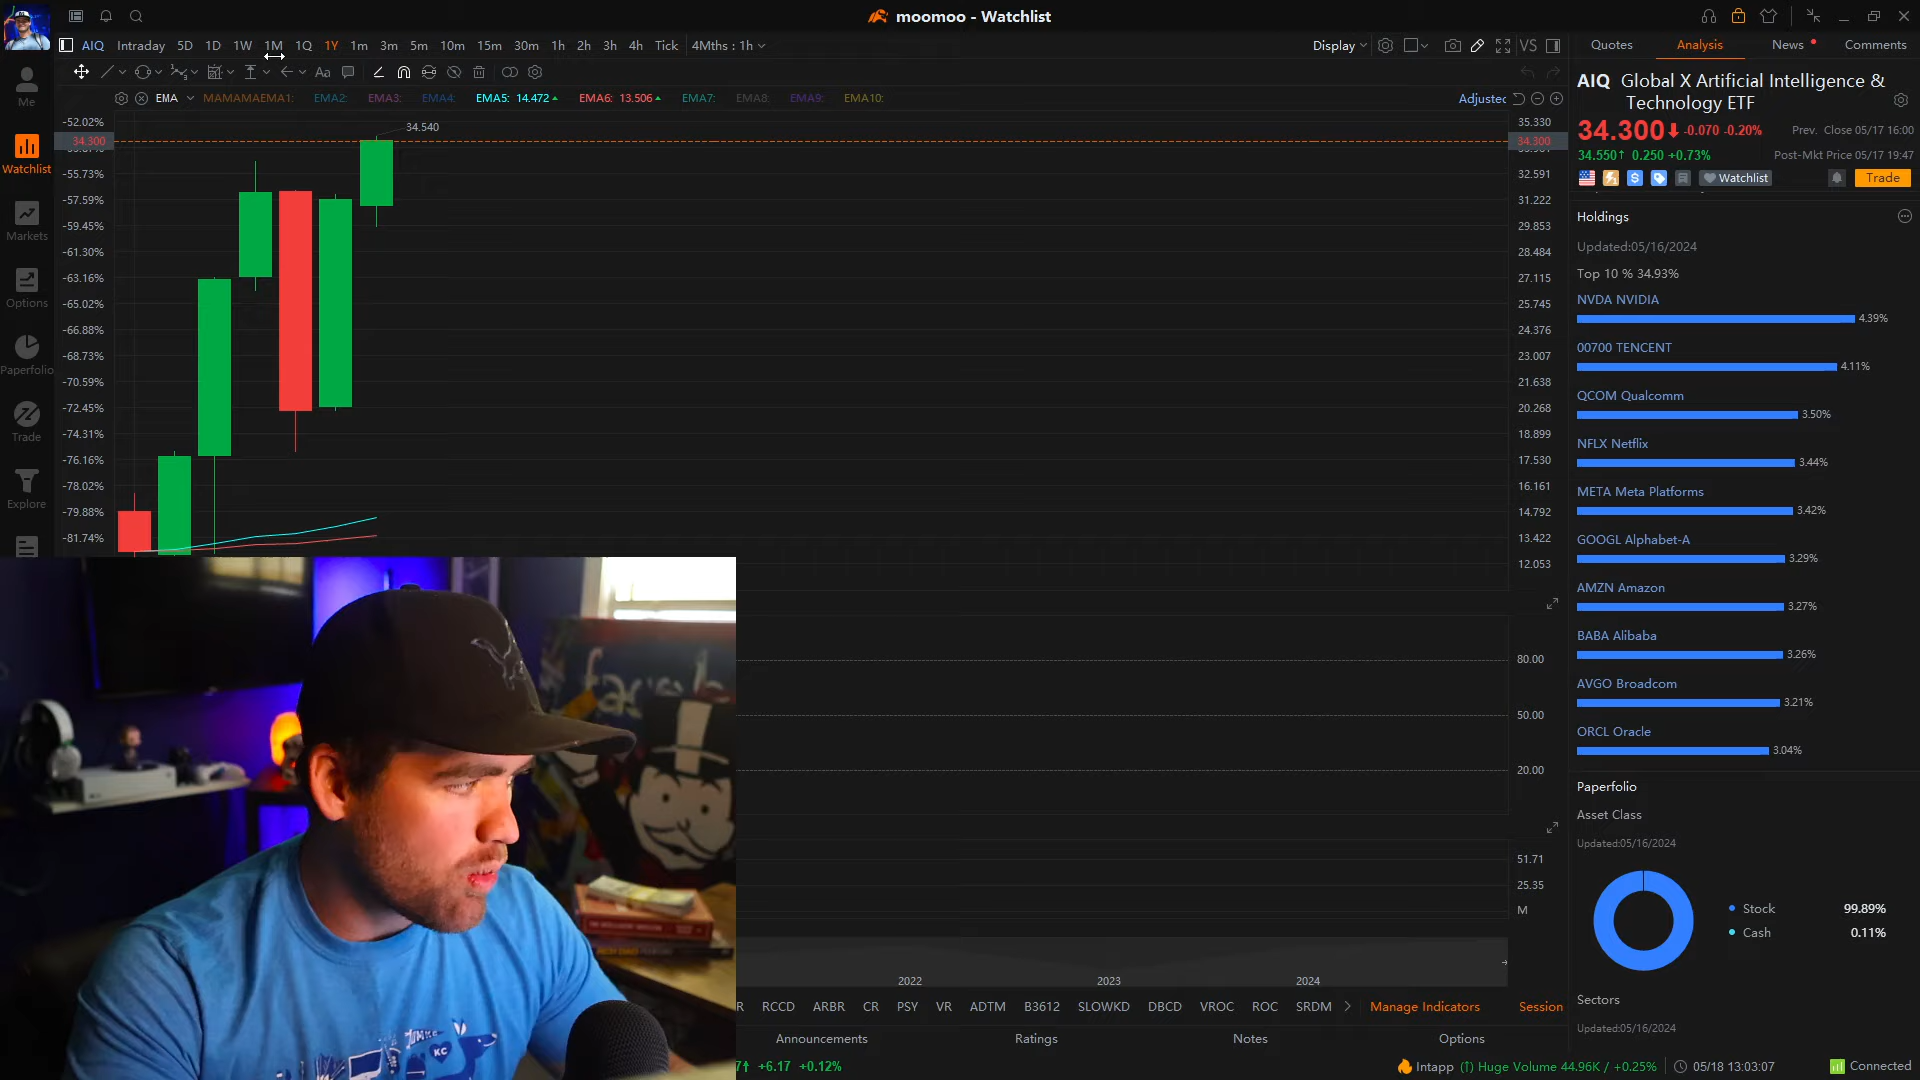 moomoo - Watchlist
AIQ Intraday 5D 1D 1W 1M 1Q 1Y 1m 3m 5m 10m 15m 30m 1h 2h 3h 4h Tick 4Mths : 1h
Display VS
Quotes Analysis News Comments
Aa
EMA MAMAMAEMA1: EMA2: EMA3: EMA4: EMA5: 14.472 EMA6: 13.506 EMA7: EMA8: EMA9: EMA10:
Adjusted
Me
Watchlist
Markets
Options
Paperfolio
Trade
Explore
-52.02%
34.300
-55.73%
-57.59%
-59.45%
-61.30%
-63.16%
-65.02%
-66.88%
-68.73%
-70.59%
-72.45%
-74.31%
-76.16%
-78.02%
-79.88%
-81.74%
34.540
35.330
34.300
32.591
31.222
29.853
28.484
27.115
25.745
24.376
23.007
21.638
20.268
18.899
17.530
16.161
14.792
13.422
12.053
80.00
50.00
20.00
51.71
25.35
M
2022 2023 2024
R RCCD ARBR CR PSY VR ADTM B3612 SLOWKD DBCD VROC ROC SRDM Manage Indicators Session
Announcements Ratings Notes Options
+6.17 +0.12%
Intapp (↑) Huge Volume 44.96K / +0.25% 05/18 13:03:07 Connected
AIQ Global X Artificial Intelligence &
Technology ETF
34.300 -0.070 -0.20% Prev. Close 05/17 16:00
34.550↑ 0.250 +0.73% Post-Mkt Price 05/17 19:47
Watchlist Trade
Holdings
Updated:05/16/2024
Top 10 % 34.93%
NVDA NVIDIA
4.39%
00700 TENCENT
4.11%
QCOM Qualcomm
3.50%
NFLX Netflix
3.44%
META Meta Platforms
3.42%
GOOGL Alphabet-A
3.29%
AMZN Amazon
3.27%
BABA Alibaba
3.26%
AVGO Broadcom
3.21%
ORCL Oracle
3.04%
Paperfolio
Asset Class
Updated:05/16/2024
Stock 99.89%
Cash 0.11%
Sectors
Updated:05/16/2024
KC